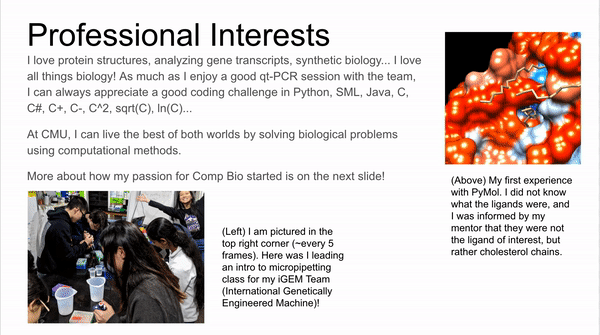 Professional Interests
I love protein structures, analyzing gene transcripts, synthetic biology... I love
all things biology! As much as I enjoy a good qt-PCR session with the team,
I can always appreciate a good coding challenge in Python, SML, Java, C,
C#, C+, C-, C^2, sqrt(C), ln(C)...
At CMU, I can live the best of both worlds by solving biological problems
using computational methods.
More about how my passion for Comp Bio started is on the next slide!
(Above) My first experience
with PyMol. I did not know
what the ligands were, and
I was informed by my
mentor that they were not
the ligand of interest, but
rather cholesterol chains.
(Left) I am pictured in the
top right corner (~every 5
frames). Here was I leading
an intro to micropipetting
class for my iGEM Team
(International Genetically
Engineered Machine)!